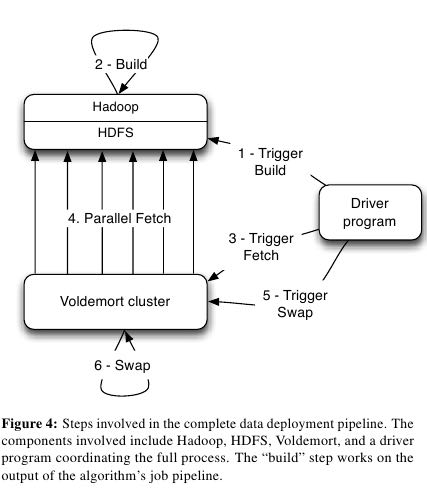 2 - Build
Hadoop
HDFS
1 - Trigger
Build
Driver
program
4. Parallel Fetch
3 - Trigger
Fetch
Voldemort cluster
5 - Trigger
Swap
6 - Swap
Figure 4: Steps involved in the complete data deployment pipeline. The
components involved include Hadoop, HDFS, Voldemort, and a driver
program coordinating the full process. The “build” step works on the
output of the algorithm’s job pipeline.